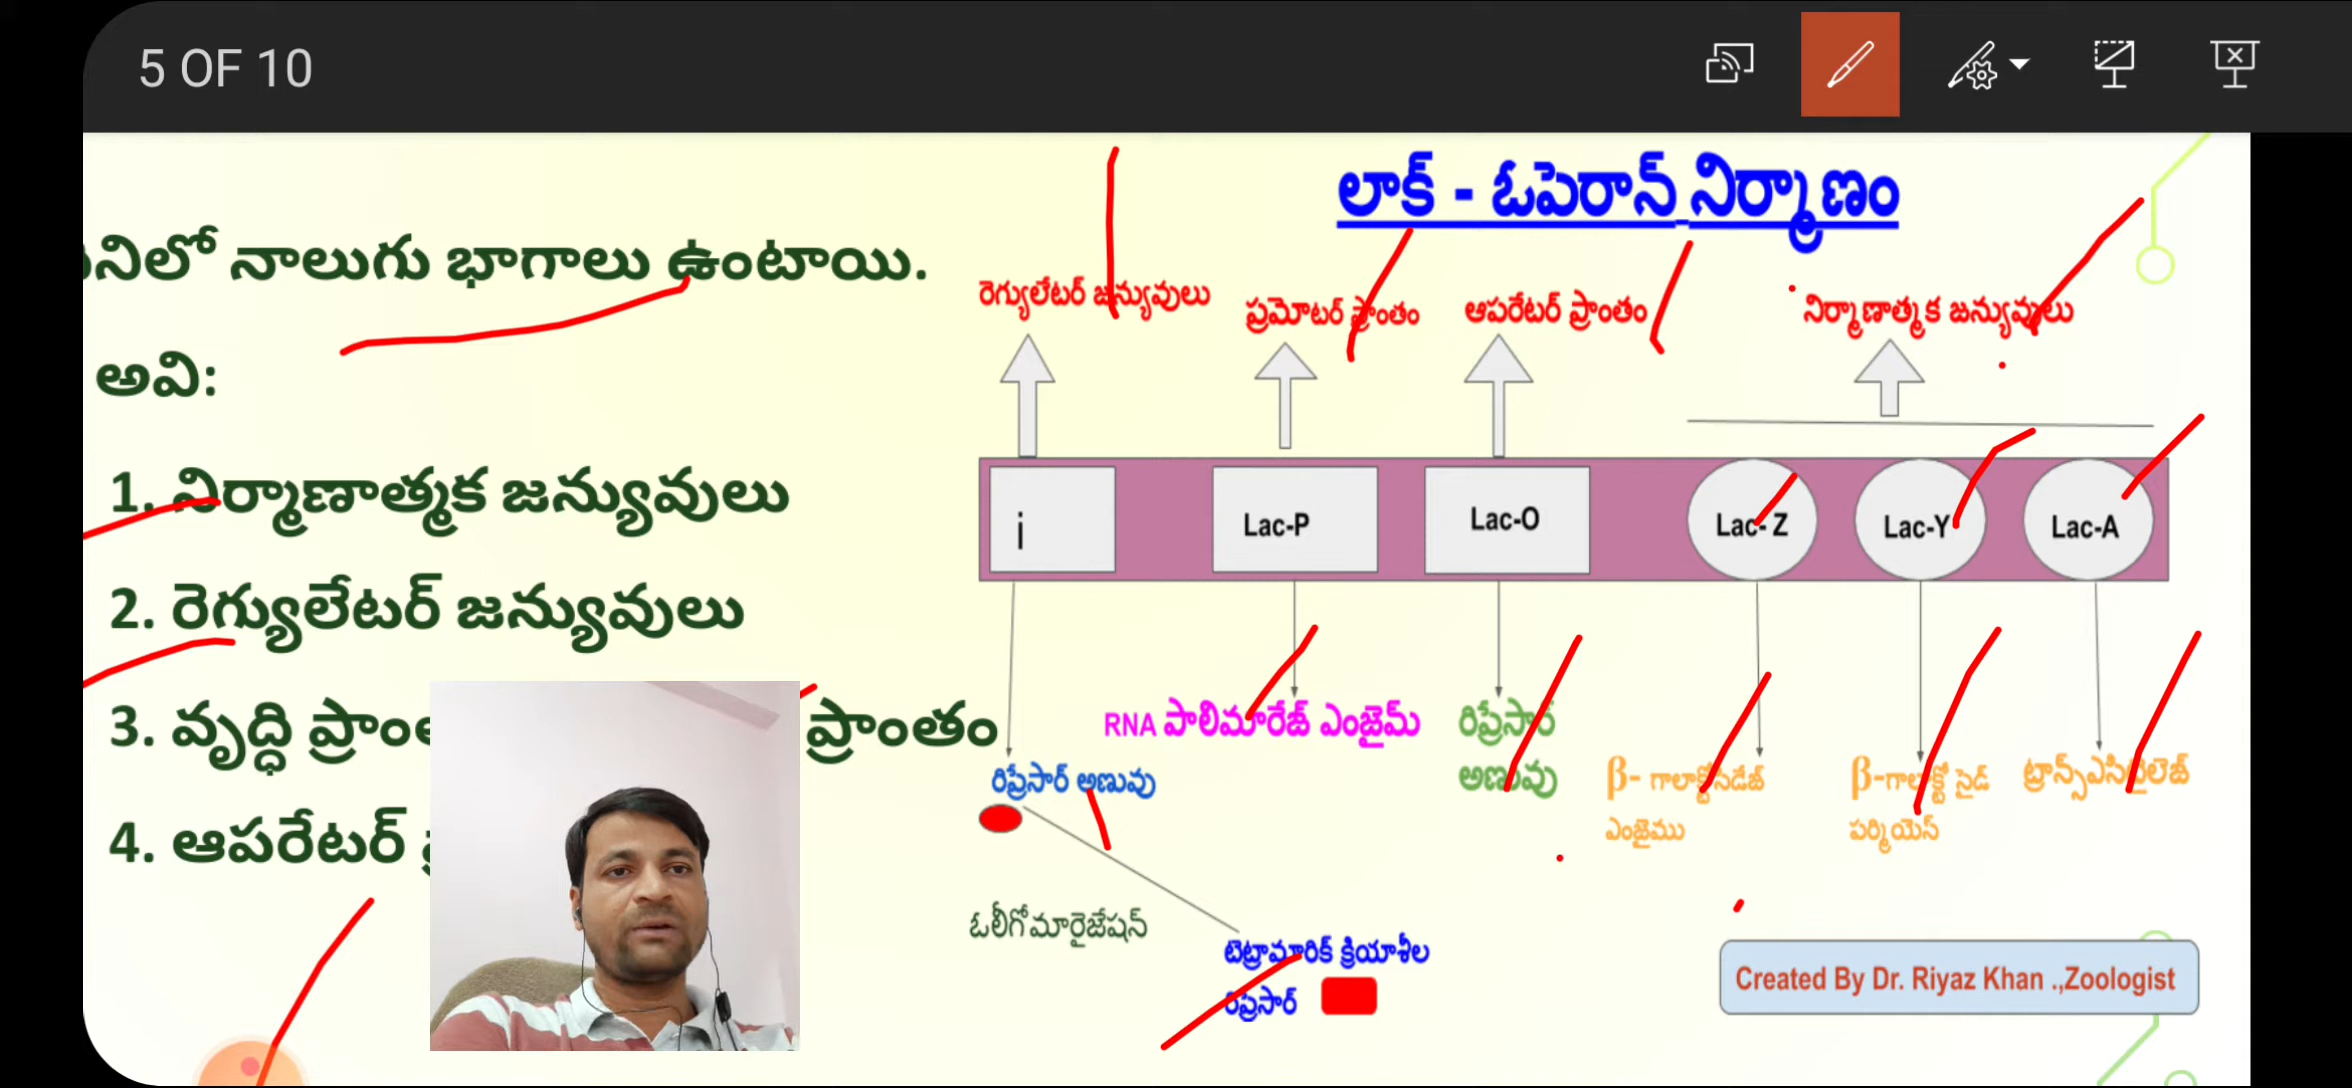 5 OF 10
లాక్ - ఓపెరాన్ నిర్మాణం
నాలుగు భాగాలు ఉంటాయి.
అవి:
1. నిర్మాణాత్మక జన్యువులు
2. రెగ్యులేటర్ జన్యువులు
3. వృద్ధి ప్రాంతం
4. ఆపరేటర్
రెగ్యులేటర్ జన్యువులు
ప్రమోటర్ ప్రాంతం
ఆపరేటర్ ప్రాంతం
నిర్మాణాత్మక జన్యువులు
i
Lac-P
Lac-O
Lac- Z
Lac-Y
Lac-A
RNA పాలిమారేజ్ ఎంజైమ్
రిప్రెసార్
అణువు
రిప్రెసార్ అణువు
β- గాలాక్టోసిడేజ్
ఎంజైము
β-గాలాక్టోసైడ్
పర్మియెస్
ట్రాన్స్ఎసిటైలెజ్
ఓలిగోమారైజేషన్
టెట్రామారిక్ క్రియాశీల
రిప్రెసార్
Created By Dr. Riyaz Khan .,Zoologist